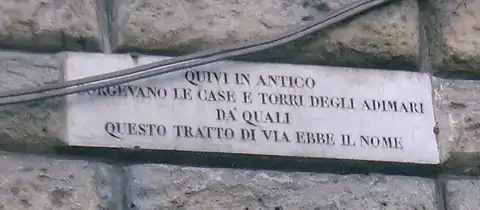 QUIVI IN ANTICO
SORGEVANO LE CASE E TORRI DEGLI ADIMARI
DA' QUALI
QUESTO TRATTO DI VIA EBBE IL NOME